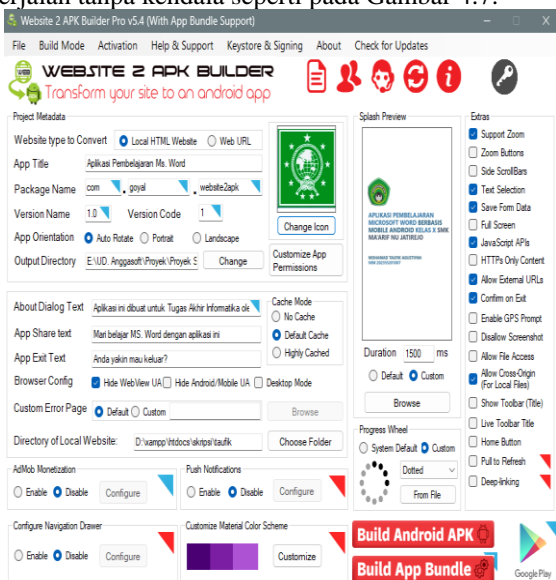 erjalan tanpa kendala seperti pada Gambar 4.7.
Website 2 APK Builder Pro v5.4 (With App Bundle Support)
File Build Mode Activation Help & Support Keystore & Signing About Check for Updates
WEBSITE 2 APK BUILDER
Transform your site to an android app
Project Metadata
Website type to Convert Local HTML Website Web URL
App Title Aplikasi Pembelajaran Ms. Word
Package Name com . goyal . website2apk
Version Name 1.0 Version Code 1
Change Icon
App Orientation Auto Rotate Portrait Landscape
Output Directory E:\UD. Anggasoft\Proyek\Proyek S Change
Customize App Permissions
About Dialog Text Aplikasi ini dibuat untuk Tugas Akhir Informatika ole
App Share text Mari belajar MS. Word dengan aplikasi ini
App Exit Text Anda yakin mau keluar?
Cache Mode
No Cache
Default Cache
Highly Cached
Browser Config Hide WebView UA Hide Android/Mobile UA Desktop Mode
Custom Error Page Default Custom Browse
Directory of Local Website: D:\xampp\htdocs\skripsi\taufik Choose Folder
AdMob Monetization
Enable Disable Configure
Push Notifications
Enable Disable Configure
Configure Navigation Drawer
Enable Disable Configure
Customize Material Color Scheme
Customize
Splash Preview
APLIKASI PEMBELAJARAN
MICROSOFT WORD BERBASIS
MOBILE ANDROID KELAS X SMK
MA'ARIF NU JATIREJO
Duration 1500 ms
Default Custom
Browse
Progress Wheel
System Default Custom
Dotted
From File
Extras
Support Zoom
Zoom Buttons
Side ScrollBars
Text Selection
Save Form Data
Full Screen
JavaScript APIs
HTTPs Only Content
Allow External URLs
Confirm on Exit
Enable GPS Prompt
Disallow Screenshot
Allow File Access
Allow Cross-Origin
(For Local Files)
Show Toolbar (Title)
Live Toolbar Title
Home Button
Pull to Refresh
Deep-linking
Build Android APK
Build App Bundle
Google Play